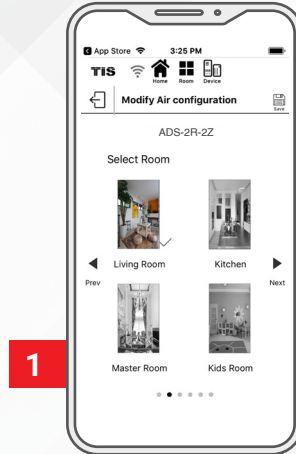 App Store 3:25 PM
TIS Home Room Device
Modify Air configuration Save
ADS-2R-2Z
Select Room
Living Room Kitchen
Prev Next
Master Room Kids Room
1